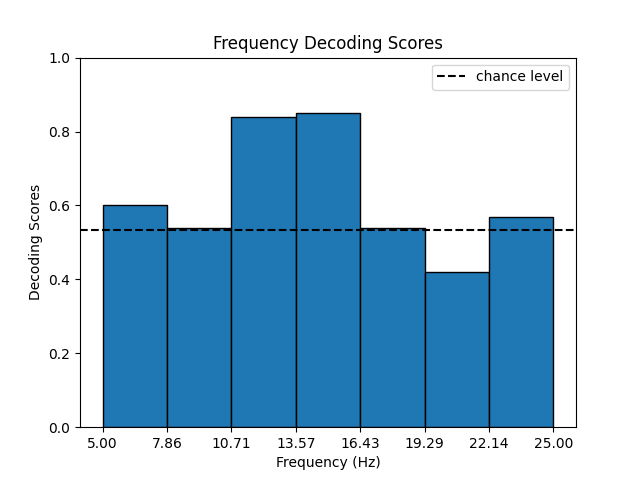 Frequency Decoding Scores
chance level
Decoding Scores
1.0
0.8
0.6
0.4
0.2
0.0
5.00 7.86 10.71 13.57 16.43 19.29 22.14 25.00
Frequency (Hz)